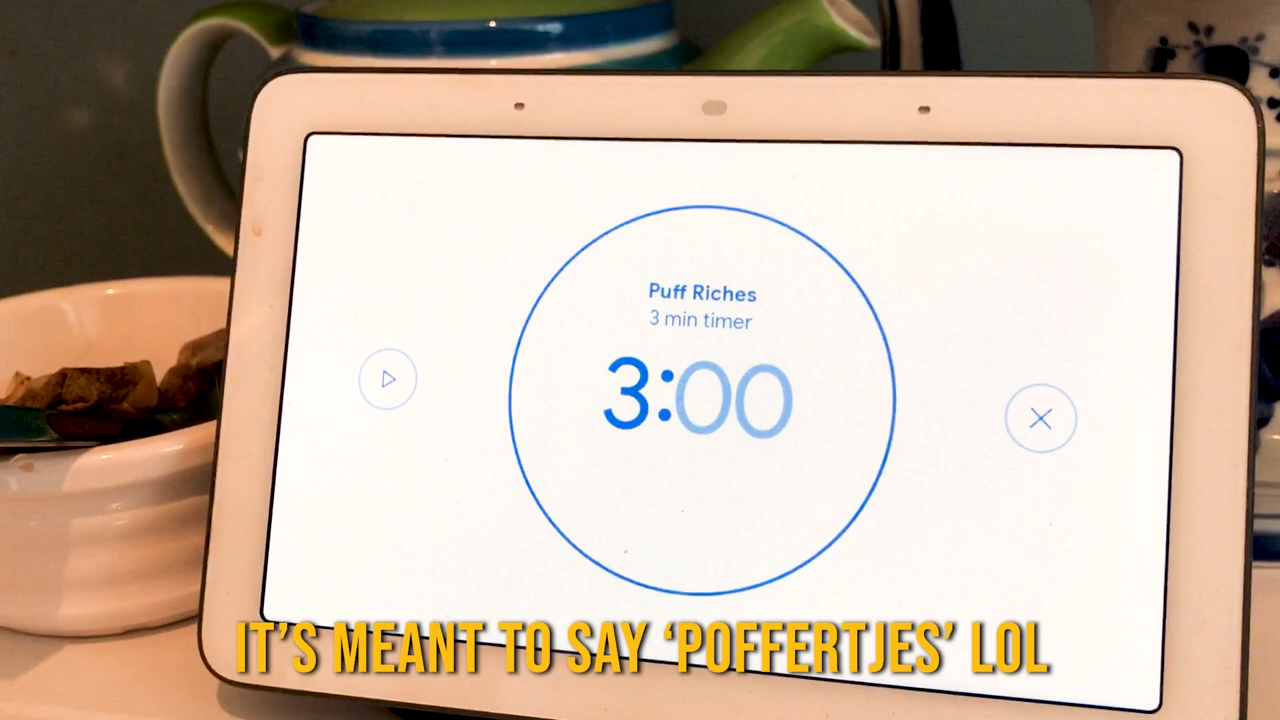 Puff Riches
3 min timer
3:00
IT'S MEANT TO SAY ‘POFFERTJES’ LOL